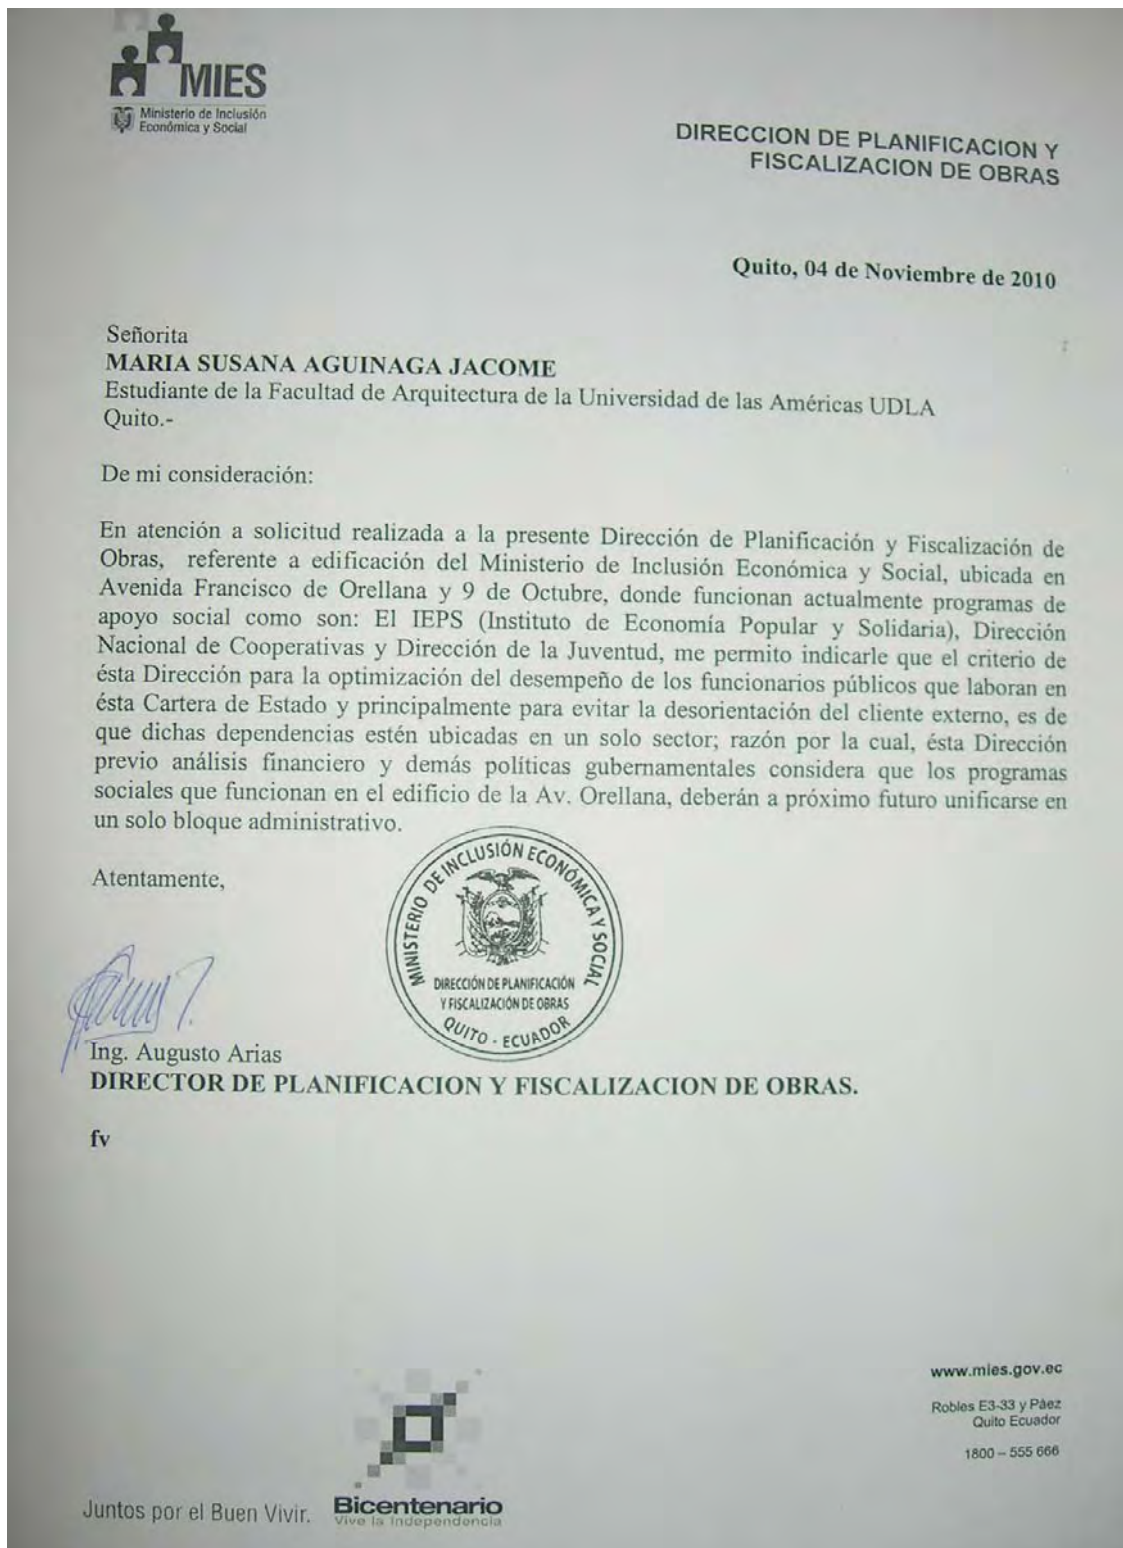 MIES
Ministerio de Inclusión
Económica y Social
DIRECCION DE PLANIFICACION Y
FISCALIZACION DE OBRAS
Quito, 04 de Noviembre de 2010
Señorita
MARIA SUSANA AGUINAGA JACOME
Estudiante de la Facultad de Arquitectura de la Universidad de las Américas UDLA
Quito.-
De mi consideración:
En atención a solicitud realizada a la presente Dirección de Planificación y Fiscalización de
Obras, referente a edificación del Ministerio de Inclusión Económica y Social, ubicada en
Avenida Francisco de Orellana y 9 de Octubre, donde funcionan actualmente programas de
apoyo social como son: El IEPS (Instituto de Economía Popular y Solidaria), Dirección
Nacional de Cooperativas y Dirección de la Juventud, me permito indicarle que el criterio de
ésta Dirección para la optimización del desempeño de los funcionarios públicos que laboran en
ésta Cartera de Estado y principalmente para evitar la desorientación del cliente externo, es de
que dichas dependencias estén ubicadas en un solo sector; razón por la cual, ésta Dirección
previo análisis financiero y demás políticas gubernamentales considera que los programas
sociales que funcionan en el edificio de la Av. Orellana, deberán a próximo futuro unificarse en
un solo bloque administrativo.
Atentamente,
MINISTERIO DE INCLUSIÓN ECONÓMICA Y SOCIAL
DIRECCIÓN DE PLANIFICACIÓN
Y FISCALIZACIÓN DE OBRAS
QUITO - ECUADOR
Ing. Augusto Arias
DIRECTOR DE PLANIFICACION Y FISCALIZACION DE OBRAS.
fv
www.mies.gov.ec
Robles E3-33 y Páez
Quito Ecuador
1800 – 555 666
Juntos por el Buen Vivir.
Bicentenario
Vive la Independencia